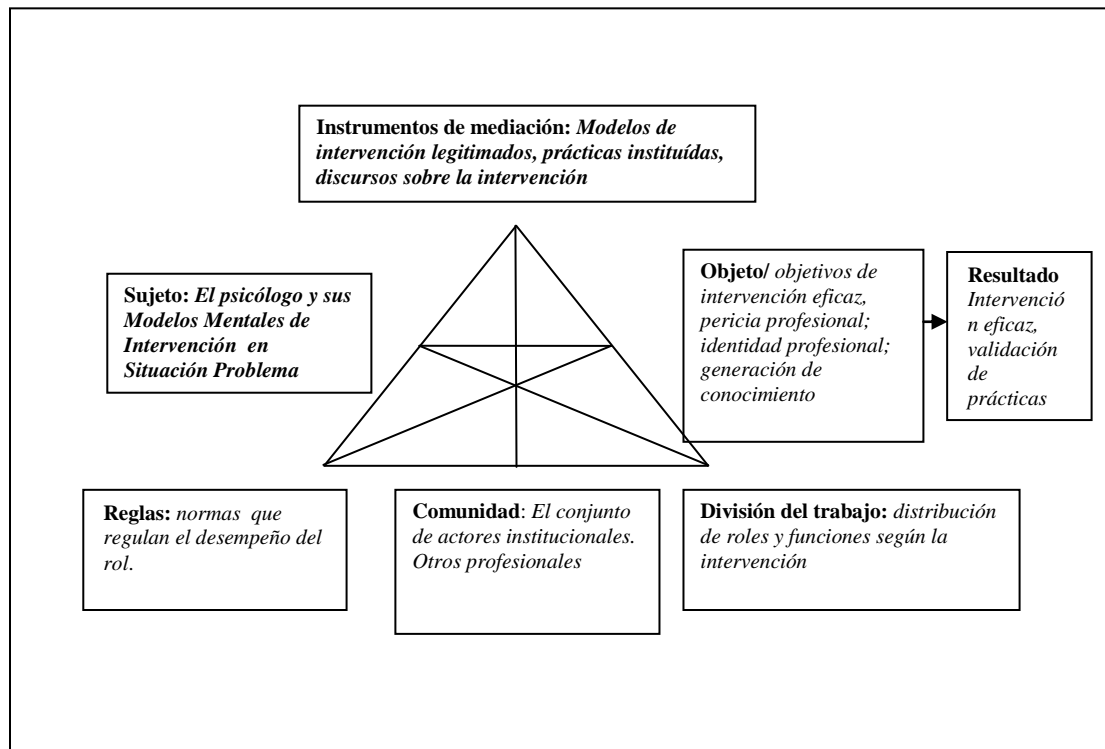 Instrumentos de mediación: Modelos de
intervención legitimados, prácticas instituídas,
discursos sobre la intervención
Sujeto: El psicólogo y sus
Modelos Mentales de
Intervención en
Situación Problema
Objeto/ objetivos de
intervención eficaz,
pericia profesional;
identidad profesional;
generación de
conocimiento
Resultado
Intervenció
n eficaz,
validación
de
prácticas
Reglas: normas que
regulan el desempeño del
rol.
Comunidad: El conjunto
de actores institucionales.
Otros profesionales
División del trabajo: distribución
de roles y funciones según la
intervención